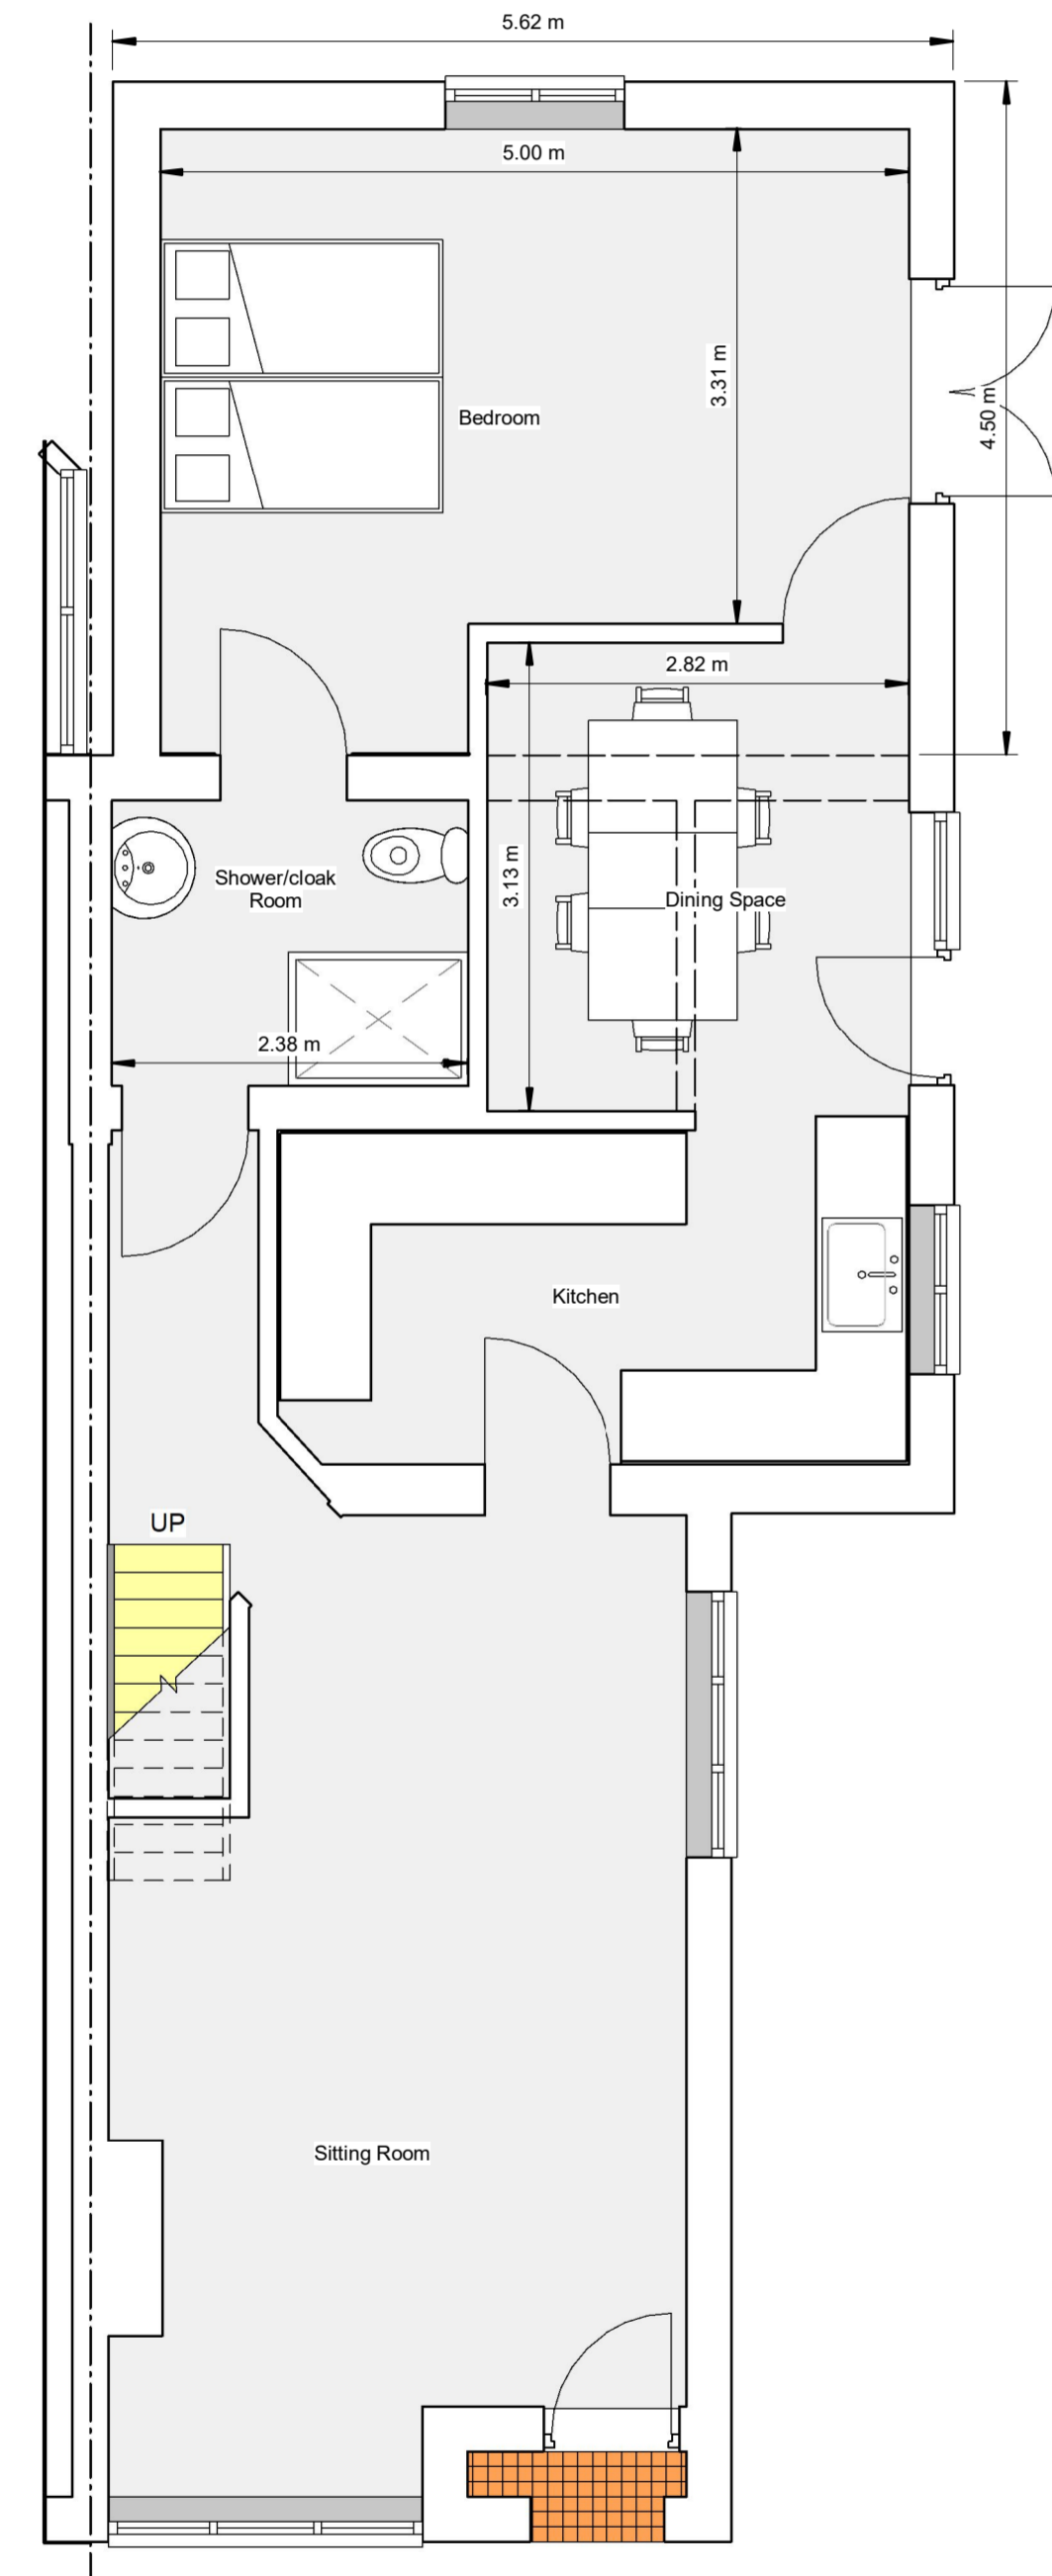 5.62 m
5.00 m
3.31 m
4.50 m
Bedroom
2.82 m
3.13 m
Shower/cloak
Room
Dining Space
2.38 m
Kitchen
UP
Sitting Room